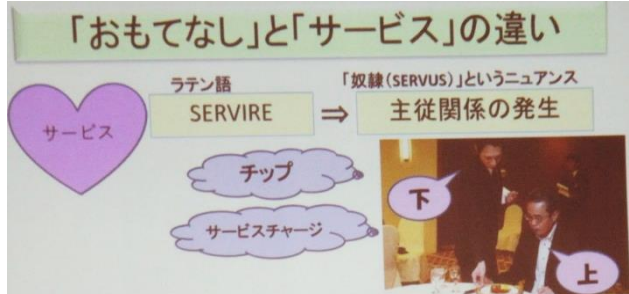 「おもてなし」と「サービス」の違い
ラテン語
「奴隷(SERVUS)」というニュアンス
サービス
SERVIRE
⇒
主従関係の発生
チップ
サービスチャージ
下
上